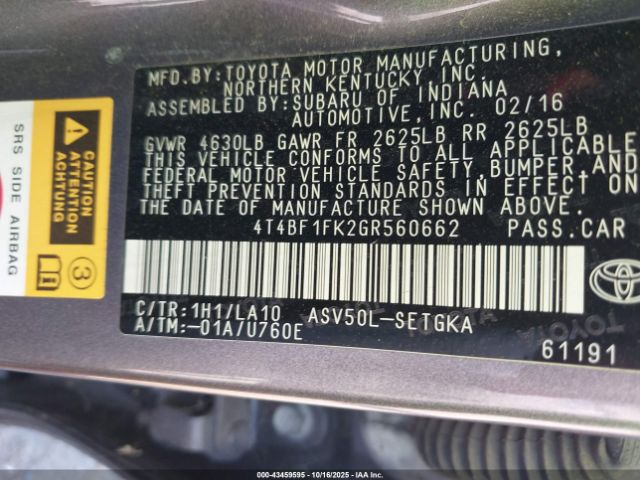 MFD.BY:TOYOTA MOTOR MANUFACTURING,
NORTHERN KENTUCKY,INC.
ASSEMBLED BY:SUBARU OF INDIANA
AUTOMOTIVE,INC. 02/16
GVWR 4630LB GAWR FR 2625LB RR 2625LB
THIS VEHICLE CONFORMS TO ALL APPLICABLE
FEDERAL MOTOR VEHICLE SAFETY,BUMPER,AND
THEFT PREVENTION STANDARDS IN EFFECT ON
THE DATE OF MANUFACTURE SHOWN ABOVE.
4T4BF1FK2GR560662 PASS.CAR
C/TR:1H1/LA10 ASV50L-SETGKA
A/TM:-01A/U760E
61191
TOYOTA
SRS SIDE AIRBAG
CAUTION
ATTENTION
ACHTUNG
3
000-43459595 - 10/16/2025 - IAA Inc.